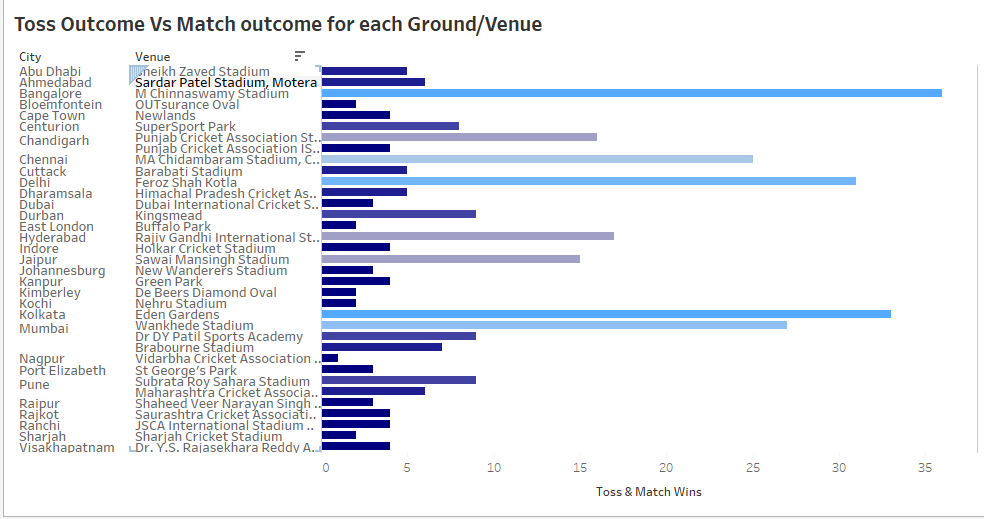 Toss Outcome Vs Match outcome for each Ground/Venue
City Venue
Abu Dhabi Sheikh Zayed Stadium
Ahmedabad Sardar Patel Stadium, Motera
Bangalore M Chinnaswamy Stadium
Bloemfontein OUTsurance Oval
Cape Town Newlands
Centurion SuperSport Park
Chandigarh Punjab Cricket Association St..
Punjab Cricket Association IS..
Chennai MA Chidambaram Stadium, C..
Cuttack Barabati Stadium
Delhi Feroz Shah Kotla
Dharamsala Himachal Pradesh Cricket As..
Dubai Dubai International Cricket S..
Durban Kingsmead
East London Buffalo Park
Hyderabad Rajiv Gandhi International St..
Indore Holkar Cricket Stadium
Jaipur Sawai Mansingh Stadium
Johannesburg New Wanderers Stadium
Kanpur Green Park
Kimberley De Beers Diamond Oval
Kochi Nehru Stadium
Kolkata Eden Gardens
Mumbai Wankhede Stadium
Dr DY Patil Sports Academy
Brabourne Stadium
Nagpur Vidarbha Cricket Association ..
Port Elizabeth St George's Park
Pune Subrata Roy Sahara Stadium
Maharashtra Cricket Associa..
Raipur Shaheed Veer Narayan Singh ..
Rajkot Saurashtra Cricket Associati..
Ranchi JSCA International Stadium ..
Sharjah Sharjah Cricket Stadium
Visakhapatnam Dr. Y.S. Rajasekhara Reddy A..
0 5 10 15 20 25 30 35
Toss & Match Wins